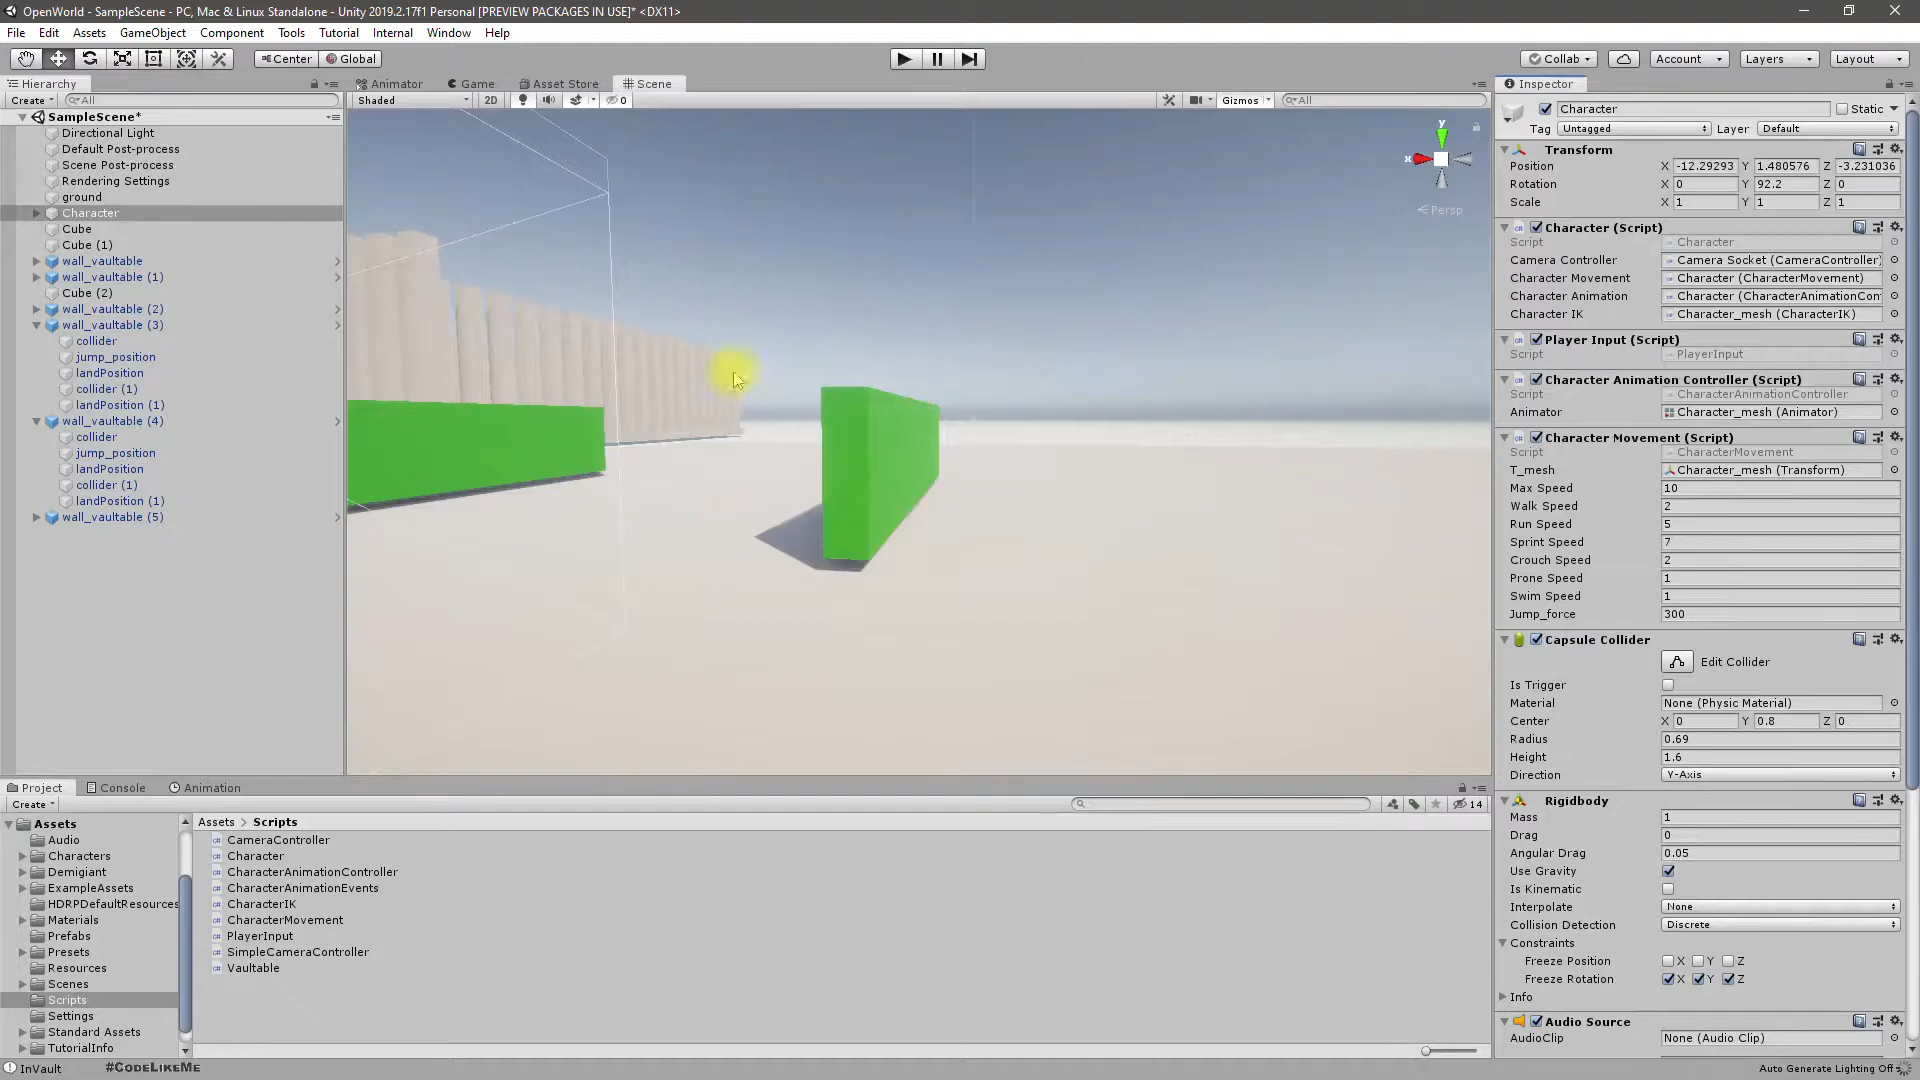 OpenWorld - SampleScene - PC, Mac & Linux Standalone - Unity 2019.2.17f1 Personal [PREVIEW PACKAGES IN USE]* <DX11>
File Edit Assets GameObject Component Tools Tutorial Internal Window Help
Center Global Collab Account Layers Layout
Hierarchy
Create All
SampleScene*
Directional Light
Default Post-process
Scene Post-process
Rendering Settings
ground
Character
Cube
Cube (1)
wall_vaultable
wall_vaultable (1)
Cube (2)
wall_vaultable (2)
wall_vaultable (3)
collider
jump_position
landPosition
collider (1)
landPosition (1)
wall_vaultable (4)
collider
jump_position
landPosition
collider (1)
landPosition (1)
wall_vaultable (5)
Animator Game Asset Store Scene
Shaded 2D 0 Gizmos All
y
x
Persp
Inspector
Character Static
Tag Untagged Layer Default
Transform
Position X -12.29293 Y 1.480576 Z -3.231036
Rotation X 0 Y 92.2 Z 0
Scale X 1 Y 1 Z 1
Character (Script)
Script Character
Camera Controller Camera Socket (CameraController)
Character Movement Character (CharacterMovement)
Character Animation Character (CharacterAnimationCon
Character IK Character_mesh (CharacterIK)
Player Input (Script)
Script PlayerInput
Character Animation Controller (Script)
Script CharacterAnimationController
Animator Character_mesh (Animator)
Character Movement (Script)
Script CharacterMovement
T_mesh Character_mesh (Transform)
Max Speed 10
Walk Speed 2
Run Speed 5
Sprint Speed 7
Crouch Speed 2
Prone Speed 1
Swim Speed 1
Jump_force 300
Capsule Collider
Edit Collider
Is Trigger
Material None (Physic Material)
Center X 0 Y 0.8 Z 0
Radius 0.69
Height 1.6
Direction Y-Axis
Rigidbody
Mass 1
Drag 0
Angular Drag 0.05
Use Gravity
Is Kinematic
Interpolate None
Collision Detection Discrete
Constraints
Freeze Position X Y Z
Freeze Rotation X Y Z
Info
Audio Source
AudioClip None (Audio Clip)
Project Console Animation
Create 14
Assets
Audio
Characters
Demigiant
ExampleAssets
HDRPDefaultResources
Materials
Prefabs
Presets
Resources
Scenes
Scripts
Settings
Standard Assets
TutorialInfo
Assets > Scripts
CameraController
Character
CharacterAnimationController
CharacterAnimationEvents
CharacterIK
CharacterMovement
PlayerInput
SimpleCameraController
Vaultable
InVault #CODELIKEME Auto Generate Lighting Off